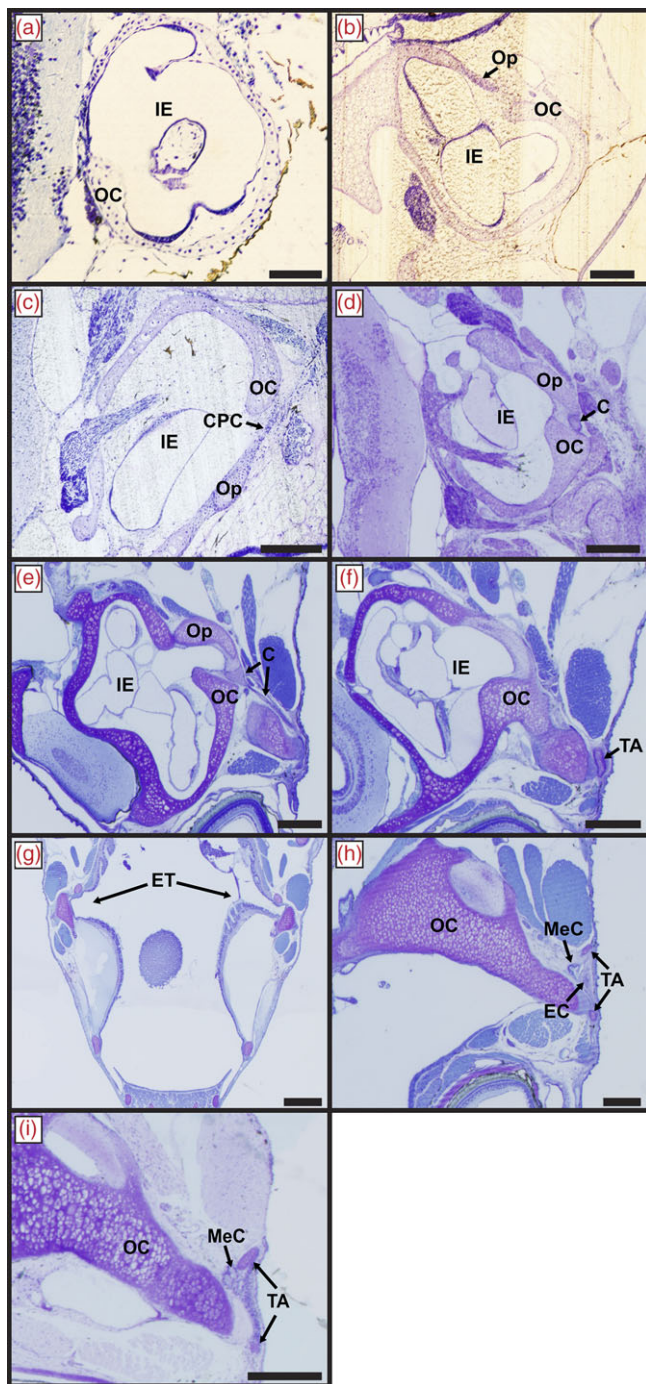 (a)
IE
OC
(b)
Op
OC
IE
(c)
OC
CPC
IE
Op
(d)
Op
IE
C
OC
(e)
Op
C
IE
OC
(f)
IE
OC
TA
(g)
ET
(h)
OC
MeC
TA
EC
(i)
OC
MeC
TA